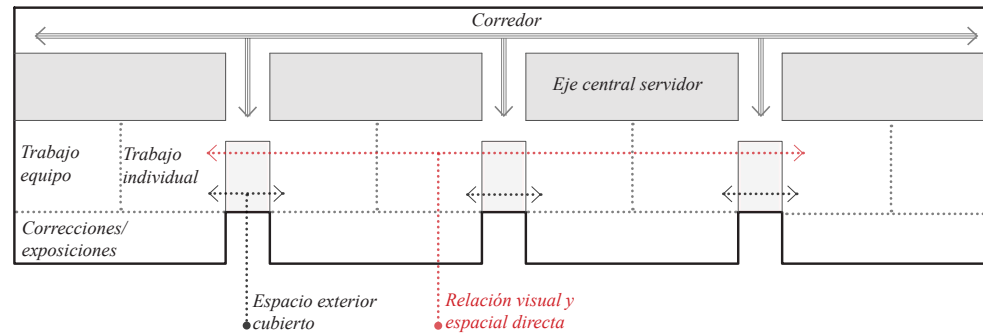 Corredor
Eje central servidor
Trabajo
equipo
Trabajo
individual
Correcciones/
exposiciones
Espacio exterior
cubierto
Relación visual y
espacial directa